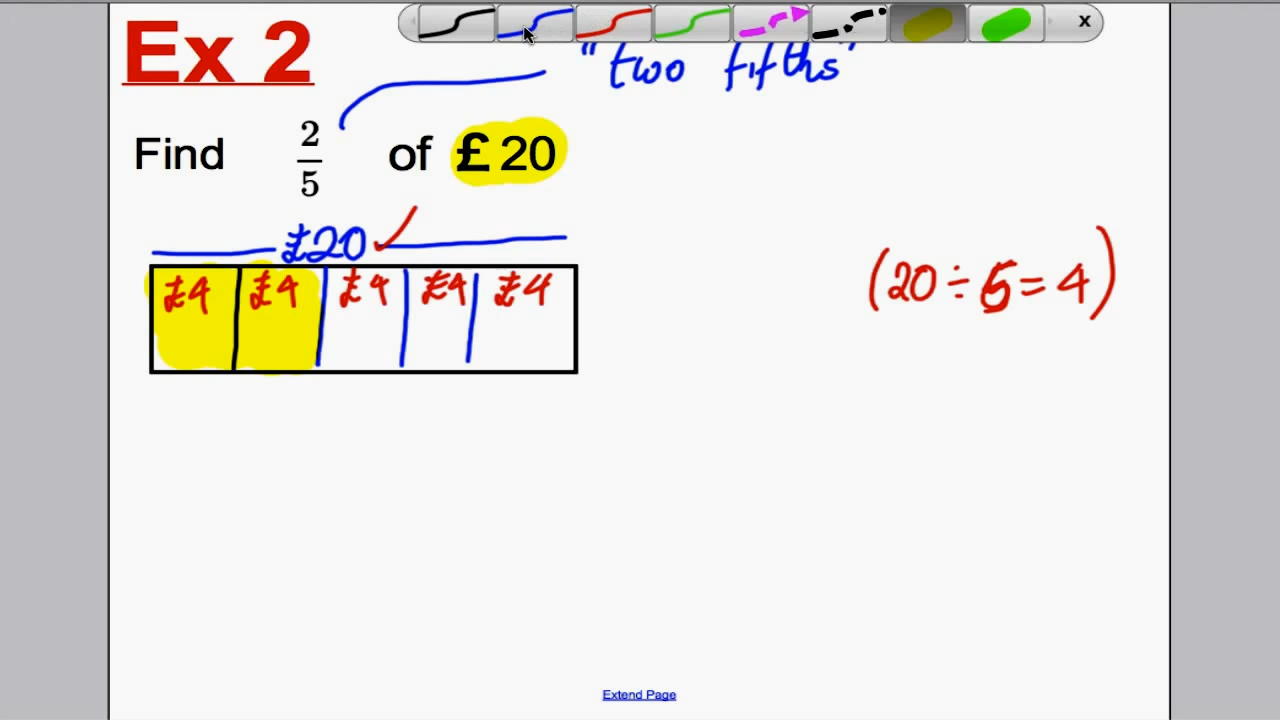 Ex 2
"two fifths"
Find 2/5 of £20
£20
£4 £4 £4 £4 £4
(20 ÷ 5 = 4)
Extend Page